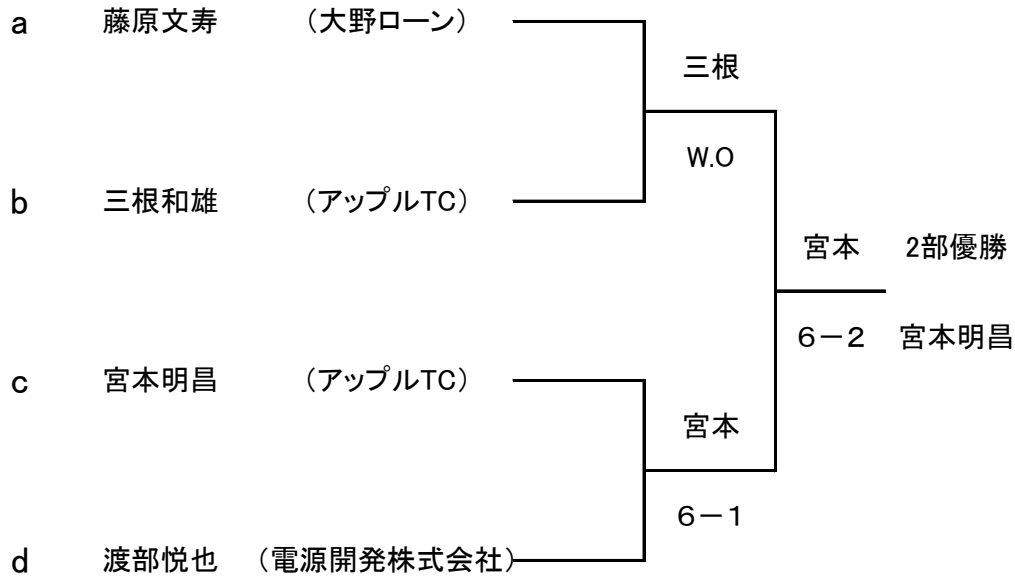 a 藤原文寿 （大野ローン）
三根
W.O
b 三根和雄 （アップルTC）
宮本 2部優勝
６－２ 宮本明昌
c 宮本明昌 （アップルTC）
宮本
６－１
d 渡部悦也 （電源開発株式会社）